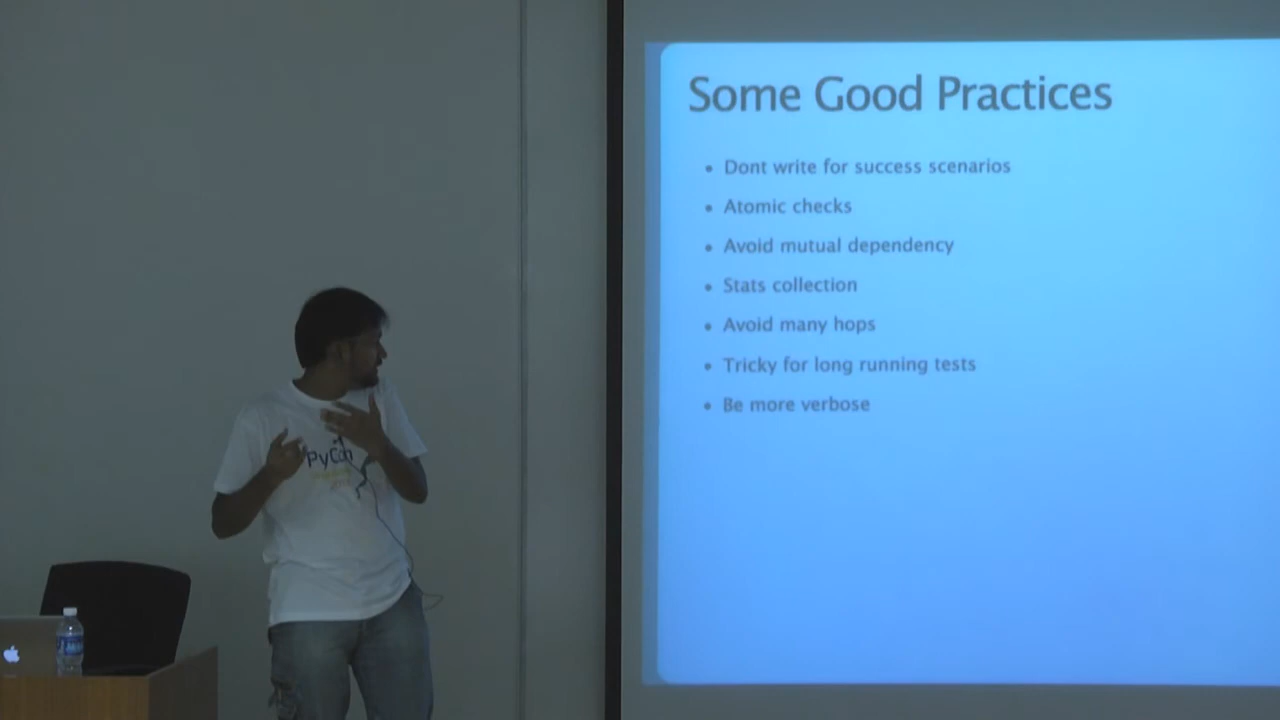 Some Good Practices
Dont write for success scenarios
Atomic checks
Avoid mutual dependency
Stats collection
Avoid many hops
Tricky for long running tests
Be more verbose
PyCon